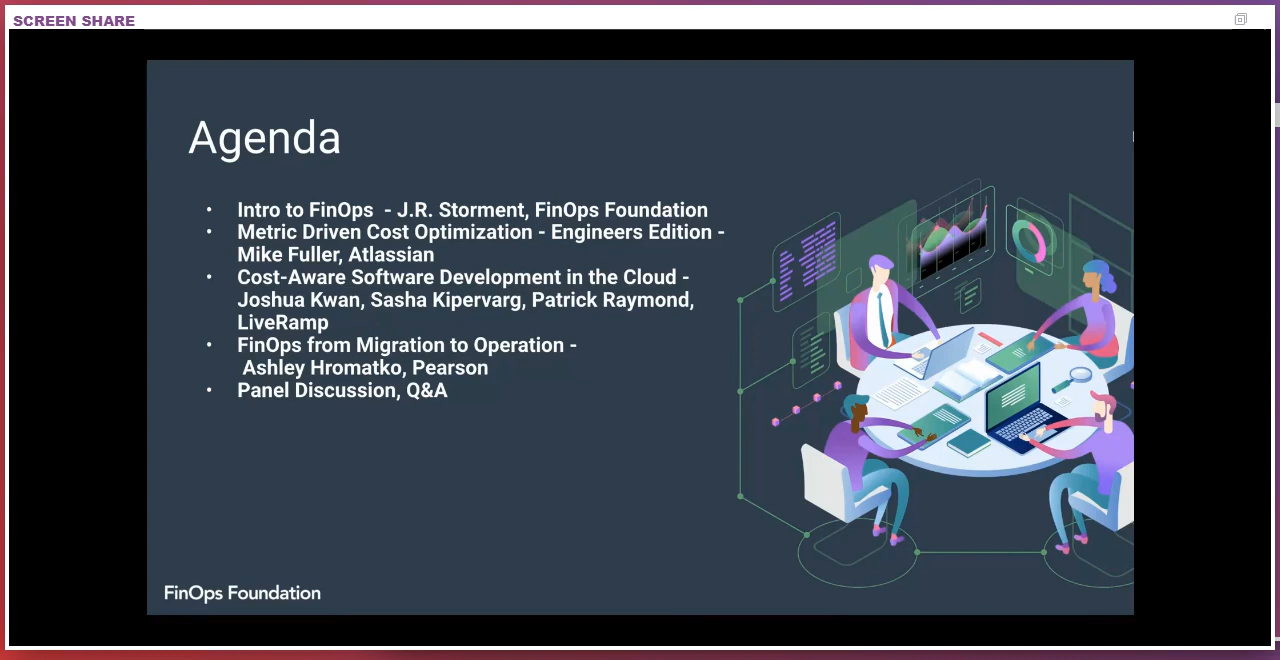 SCREEN SHARE
Agenda
• Intro to FinOps - J.R. Storment, FinOps Foundation
• Metric Driven Cost Optimization - Engineers Edition -
Mike Fuller, Atlassian
• Cost-Aware Software Development in the Cloud -
Joshua Kwan, Sasha Kipervarg, Patrick Raymond,
LiveRamp
• FinOps from Migration to Operation -
Ashley Hromatko, Pearson
• Panel Discussion, Q&A
FinOps Foundation